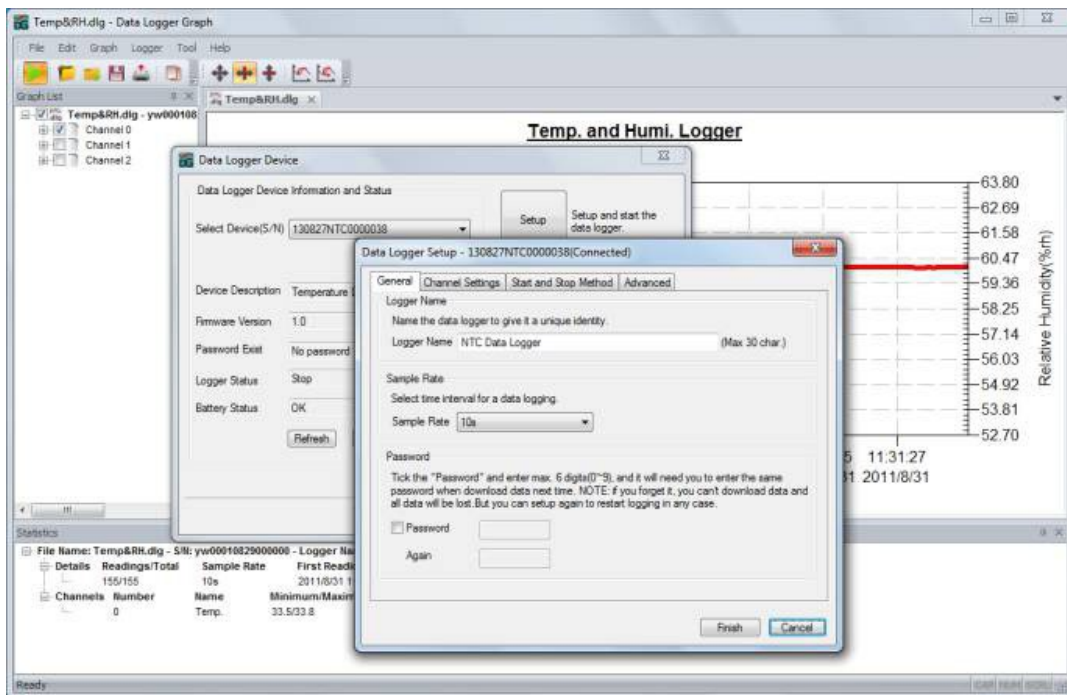 Temp&RH.dlg - Data Logger Graph
File Edit Graph Logger Tool Help
Graph List
Temp&RH.dlg
Temp&RH.dlg - yw000108
Channel 0
Channel 1
Channel 2
Temp. and Humi. Logger
63.80
62.69
61.58
60.47
59.36
58.25
57.14
56.03
54.92
53.81
52.70
Relative Humidity(%rh)
5 11:31:27
31 2011/8/31
Data Logger Device
Data Logger Device Information and Status
Select Device(S/N) 130827NTC0000038
Setup
Setup and start the
data logger.
Device Description Temperature
Firmware Version 1.0
Password Exist No password
Logger Status Stop
Battery Status OK
Refresh
Data Logger Setup - 130827NTC0000038(Connected)
General Channel Settings Start and Stop Method Advanced
Logger Name
Name the data logger to give it a unique identity.
Logger Name NTC Data Logger (Max 30 char.)
Sample Rate
Select time interval for a data logging.
Sample Rate 10s
Password
Tick the "Password" and enter max. 6 digits(0~9), and it will need you to enter the same
password when download data next time. NOTE: if you forget it, you can't download data and
all data will be lost.But you can setup again to restart logging in any case.
Password
Again
Finish Cancel
Statistics
File Name: Temp&RH.dlg - S/N: yw00010829000000 - Logger Na
Details Readings/Total Sample Rate First Readi
155/155 10s 2011/8/31 1
Channels Number Name Minimum/Maxim
0 Temp. 33.5/33.8
Ready
CAP NUM SCRL